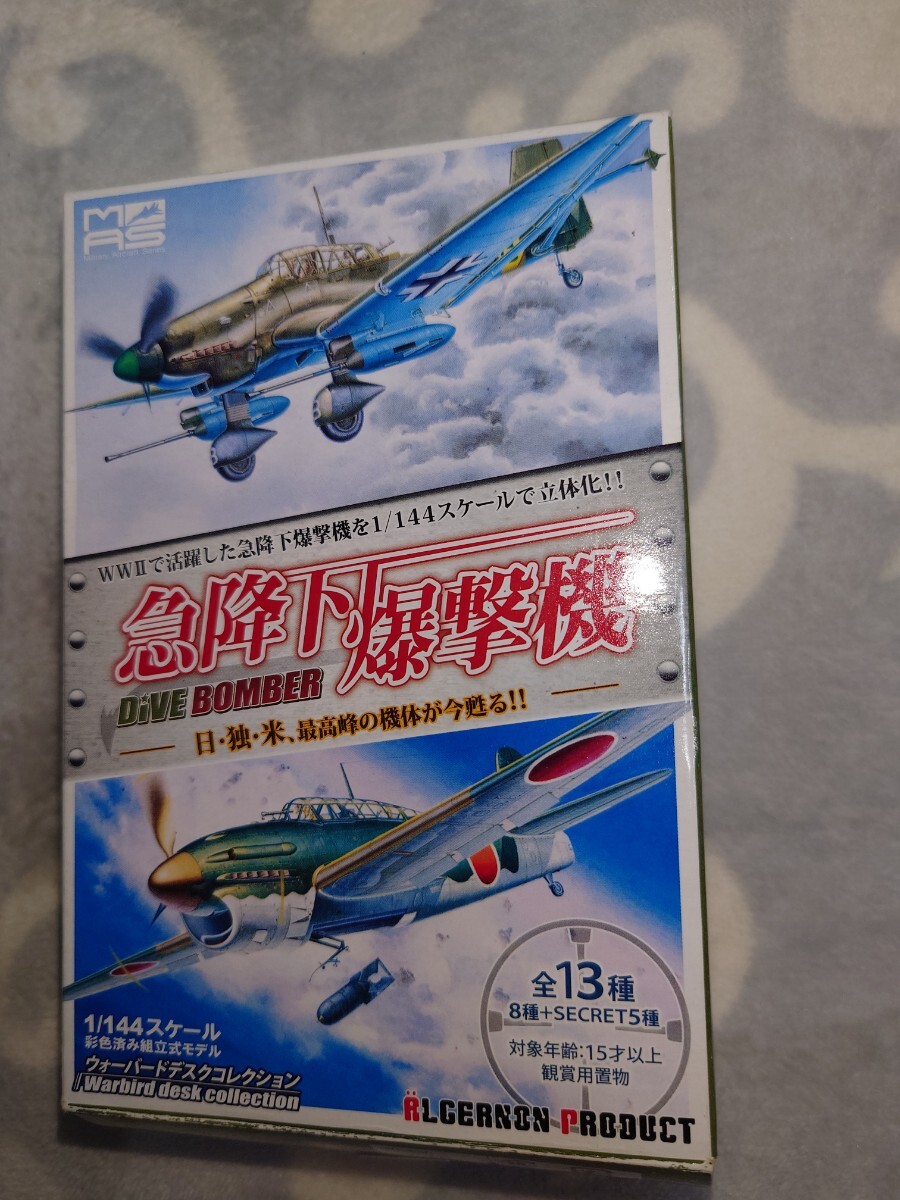 MAS
Military Aircraft Series
WWⅡで活躍した急降下爆撃機を1/144スケールで立体化!!
急降下爆撃機
DiVE BOMBER
日・独・米、最高峰の機体が今甦る!!
全13種
8種+SECRET5種
対象年齢:15才以上
観賞用置物
1/144スケール
彩色済み組立式モデル
ウォーバードデスクコレクション
Warbird desk collection
ALGERNON PRODUCT